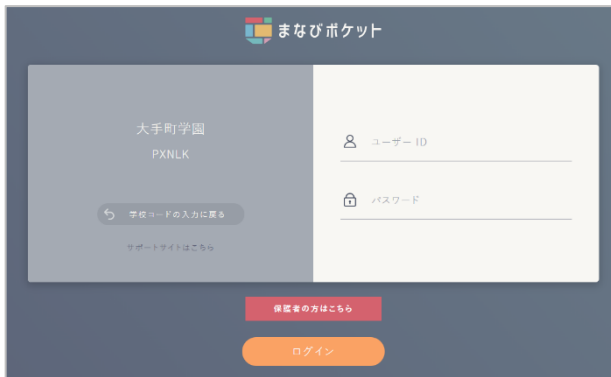 まなびポケット
大手町学園
PXNLK
学校コードの入力に戻る
サポートサイトはこちら
ユーザー ID
パスワード
保護者の方はこちら
ログイン